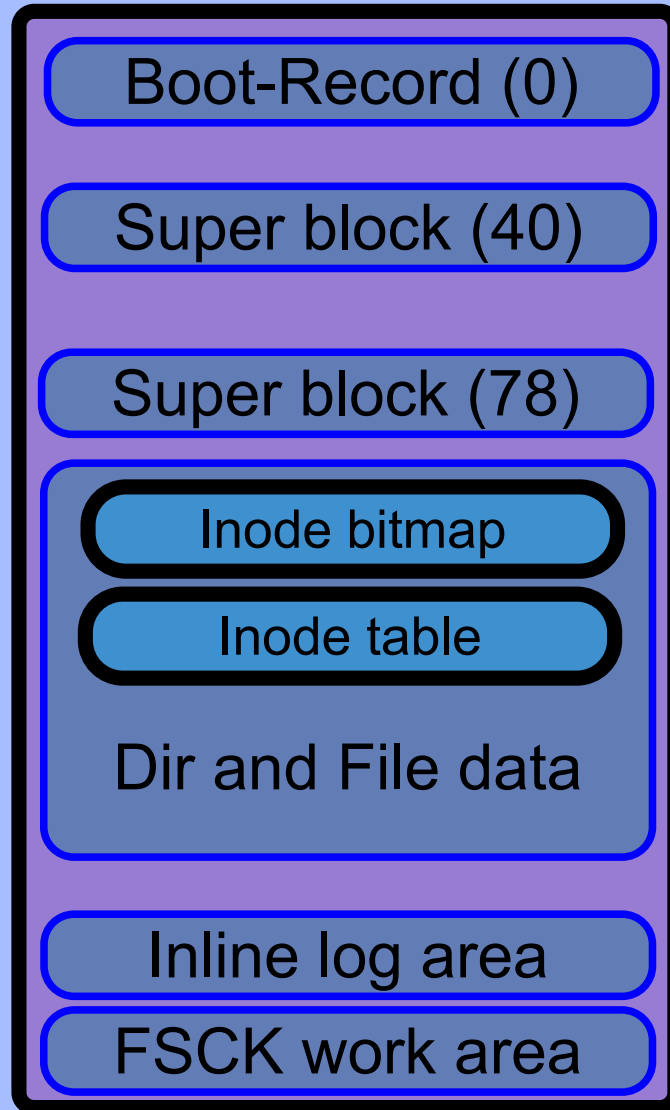 Boot-Record (0)
Super block (40)
Super block (78)
Inode bitmap
Inode table
Dir and File data
Inline log area
FSCK work area